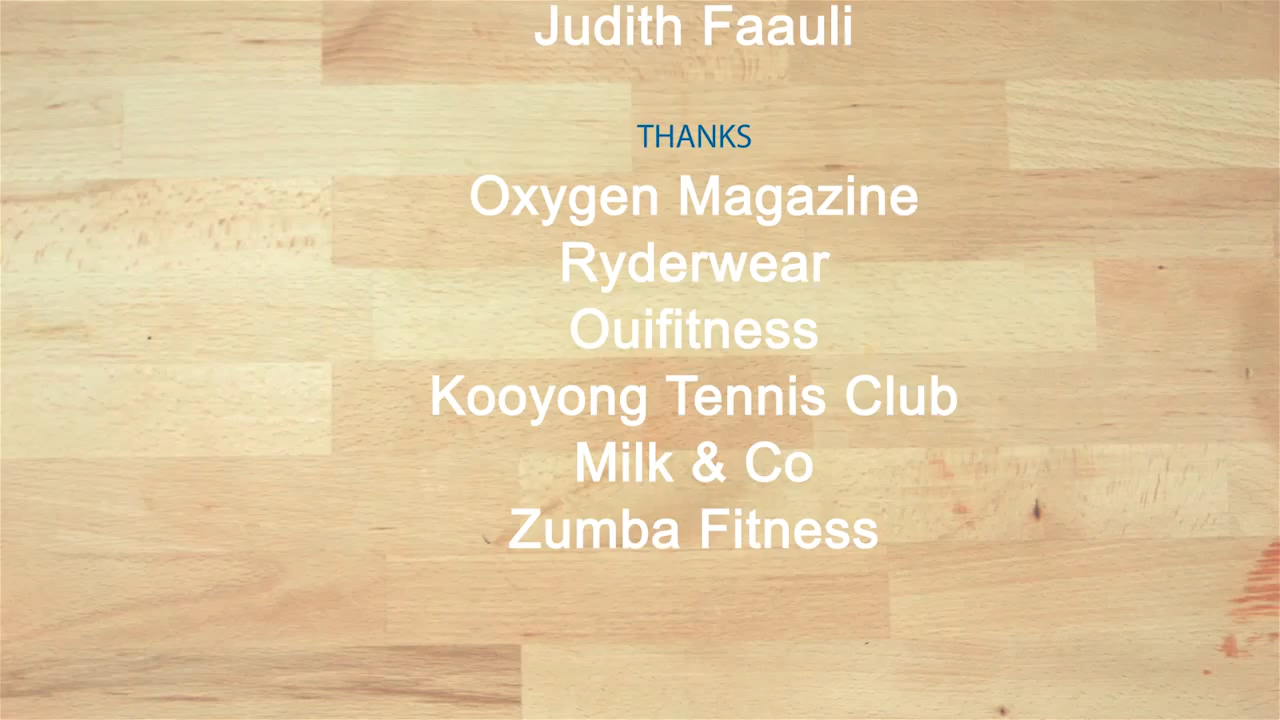 Judith Faauli
THANKS
Oxygen Magazine
Ryderwear
Ouifitness
Kooyong Tennis Club
Milk & Co
Zumba Fitness